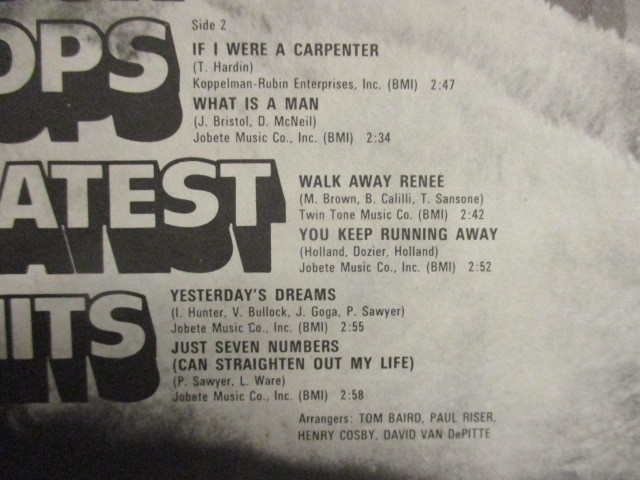 OPS
ATEST
HITS
Side 2
IF I WERE A CARPENTER
(T. Hardin)
Koppelman-Rubin Enterprises, Inc. (BMI) 2:47
WHAT IS A MAN
(J. Bristol, D. McNeil)
Jobete Music Co., Inc. (BMI) 2:34
WALK AWAY RENEE
(M. Brown, B. Calilli, T. Sansone)
Twin Tone Music Co. (BMI) 2:42
YOU KEEP RUNNING AWAY
(Holland, Dozier, Holland)
Jobete Music Co., Inc. (BMI) 2:52
YESTERDAY'S DREAMS
(I. Hunter, V. Bullock, J. Goga, P. Sawyer)
Jobete Music Co., Inc. (BMI) 2:55
JUST SEVEN NUMBERS
(CAN STRAIGHTEN OUT MY LIFE)
(P. Sawyer, L. Ware)
Jobete Music Co., Inc. (BMI) 2:58
Arrangers: TOM BAIRD, PAUL RISER,
HENRY COSBY, DAVID VAN DePITTE